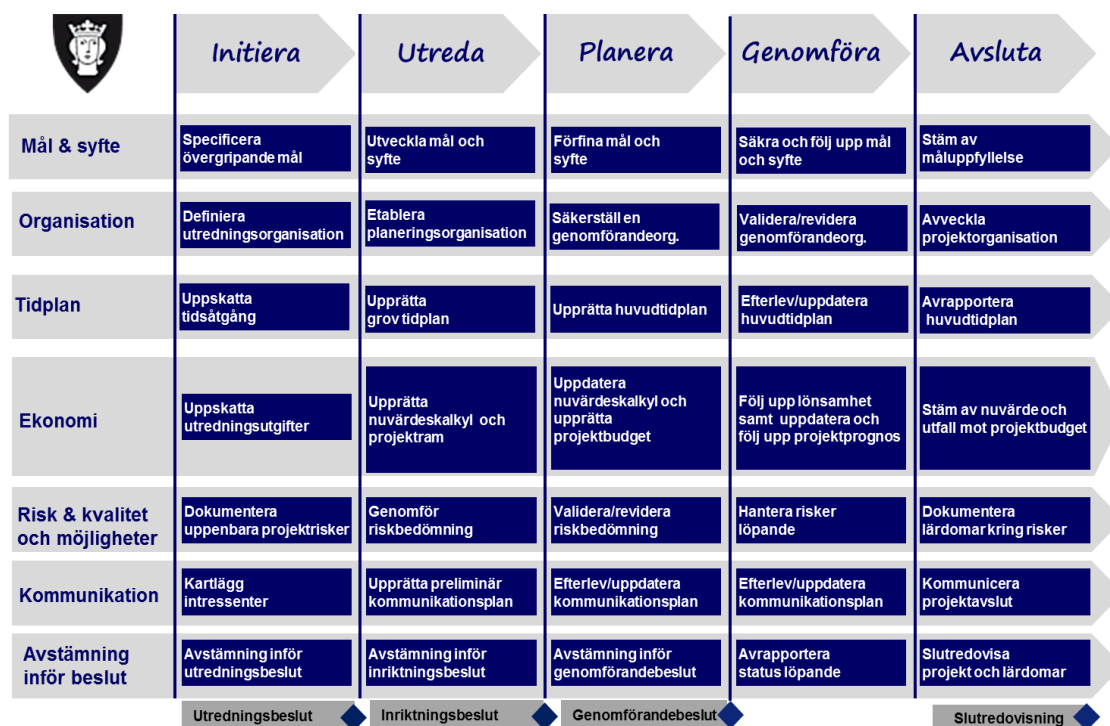 Initiera
Utreda
Planera
Genomföra
Avsluta
Mål & syfte
Specificera
övergripande mål
Utveckla mål och
syfte
Förfina mål och
syfte
Säkra och följ upp mål
och syfte
Stäm av
måluppfyllelse
Organisation
Definiera
utredningsorganisation
Etablera
planeringsorganisation
Säkerställ en
genomförandeorg.
Validera/revidera
genomförandeorg.
Avveckla
projektorganisation
Tidplan
Uppskatta
tidsåtgång
Upprätta
grov tidplan
Upprätta huvudtidplan
Efterlev/uppdatera
huvudtidplan
Avrapportera
huvudtidplan
Ekonomi
Uppskatta
utredningsutgifter
Upprätta
nuvärdeskalkyl och
projektram
Uppdatera
nuvärdeskalkyl och
upprätta
projektbudget
Följ upp lönsamhet
samt uppdatera och
följ upp projektprognos
Stäm av nuvärde och
utfall mot projektbudget
Risk & kvalitet
och möjligheter
Dokumentera
uppenbara projektrisker
Genomför
riskbedömning
Validera/revidera
riskbedömning
Hantera risker
löpande
Dokumentera
lärdomar kring risker
Kommunikation
Kartlägg
intressenter
Upprätta preliminär
kommunikationsplan
Efterlev/uppdatera
kommunikationsplan
Efterlev/uppdatera
kommunikationsplan
Kommunicera
projektavslut
Avstämning
inför beslut
Avstämning inför
utredningsbeslut
Avstämning inför
inriktningsbeslut
Avstämning inför
genomförandebeslut
Avrapportera
status löpande
Slutredovisa
projekt och lärdomar
Utredningsbeslut
Inriktningsbeslut
Genomförandebeslut
Slutredovisning